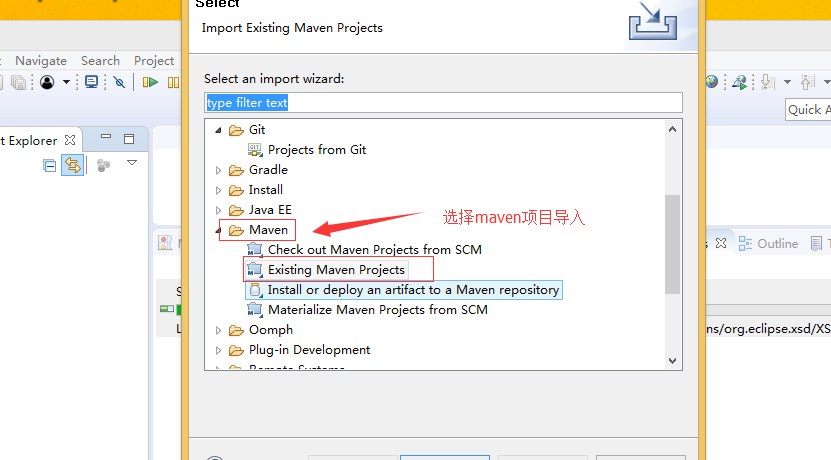 Select
Import Existing Maven Projects
Navigate Search Project
Select an import wizard:
type filter text
Quick A
t Explorer
Git
GIT
Projects from Git
Gradle
Install
Java EE
Maven
选择maven项目导入
Check out Maven Projects from SCM
Outline
Existing Maven Projects
Install or deploy an artifact to a Maven repository
Materialize Maven Projects from SCM
Oomph
ns/org.eclipse.xsd/XS
Plug-in Development
Remote Systems